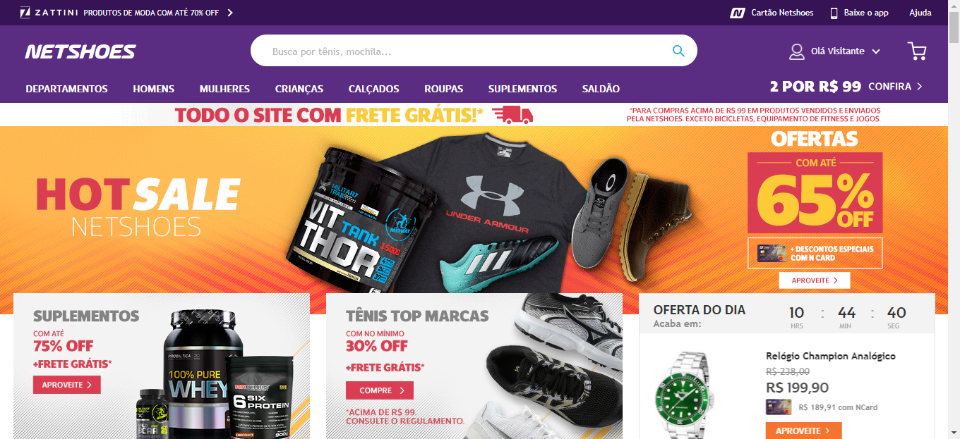 ZATTINI PRODUTOS DE MODA COM ATÉ 70% OFF
Cartão Netshoes
Baixe o app
Ajuda
NETSHOES
Busca por tênis, mochila...
Olá Visitante
DEPARTAMENTOS HOMENS MULHERES CRIANÇAS CALÇADOS ROUPAS SUPLEMENTOS SALDÃO
2 POR R$ 99 CONFIRA
TODO O SITE COM FRETE GRÁTIS!*
*PARA COMPRAS ACIMA DE R$ 99 EM PRODUTOS VENDIDOS E ENVIADOS
PELA NETSHOES. EXCETO BICICLETAS, EQUIPAMENTO DE FITNESS E JOGOS.
HOT SALE
NETSHOES
MILITARY
TRAIL
VIT
TANK
THOR
UNDER ARMOUR
OFERTAS
COM ATÉ
65%
OFF
+ DESCONTOS ESPECIAIS
COM N CARD
APROVEITE
SUPLEMENTOS
COM ATÉ
75% OFF
+FRETE GRÁTIS*
APROVEITE
100% PURE
WHEY
6 SIX
PROTEIN
TÊNIS TOP MARCAS
COM NO MÍNIMO
30% OFF
+FRETE GRÁTIS*
COMPRE
*ACIMA DE R$ 99.
CONSULTE O REGULAMENTO.
OFERTA DO DIA
Acaba em:
10 : 44 : 40
HRS MIN SEG
Relógio Champion Analógico
R$ 238,00
R$ 199,90
R$ 189,91 com NCard
APROVEITE